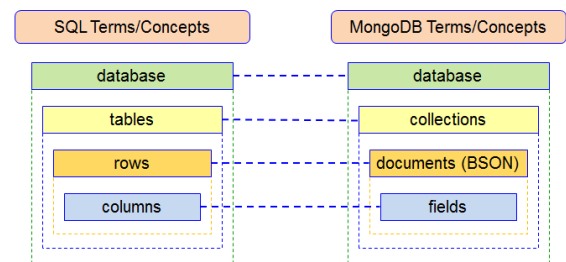 SQL Terms/Concepts
MongoDB Terms/Concepts
database
database
tables
collections
rows
documents (BSON)
columns
fields